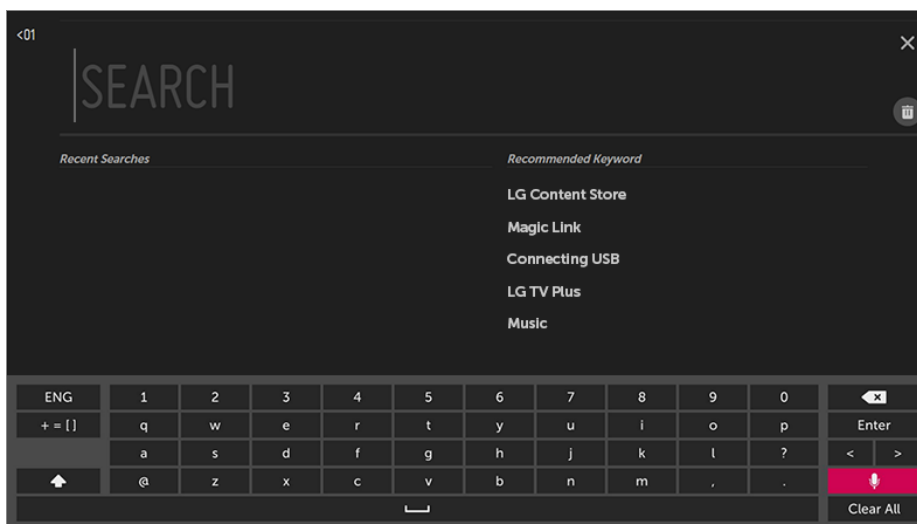 <01
SEARCH
Recent Searches
Recommended Keyword
LG Content Store
Magic Link
Connecting USB
LG TV Plus
Music
ENG 1 2 3 4 5 6 7 8 9 0
+ = [ ] q w e r t y u i o p Enter
a s d f g h j k l ? < >
@ z x c v b n m , .
Clear All